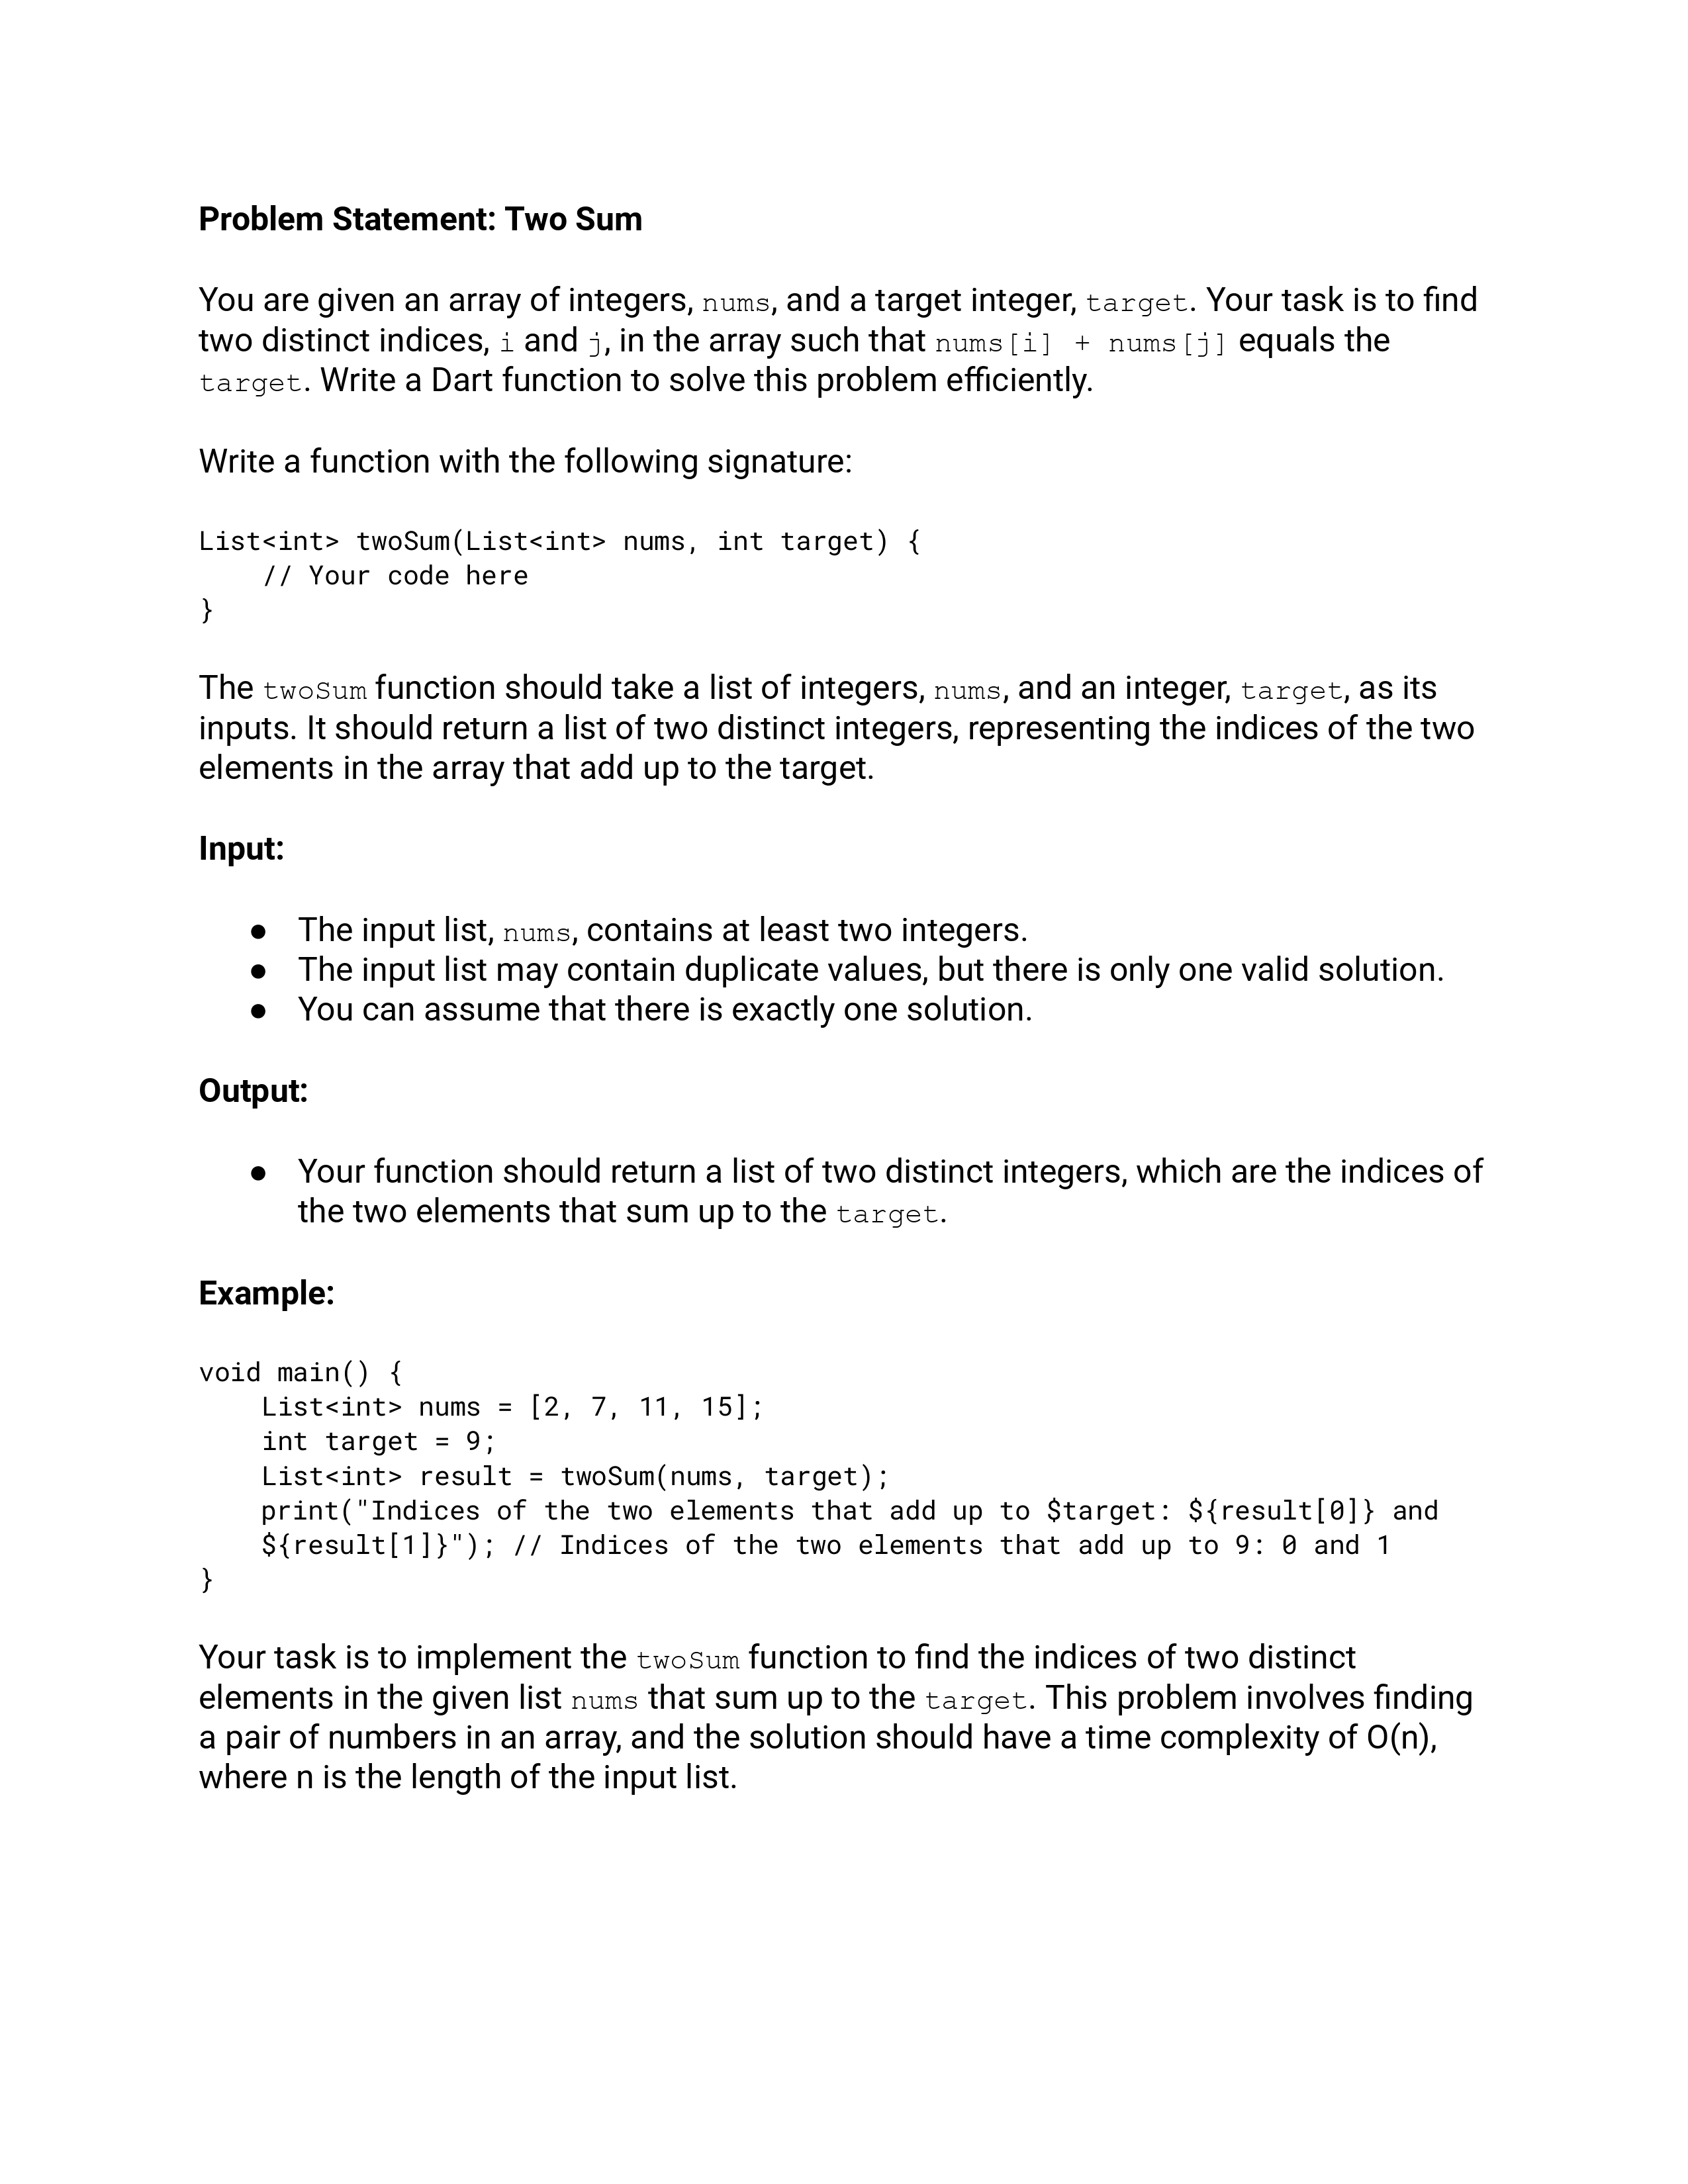 Problem Statement: Two Sum
You are given an array of integers, nums, and a target integer, target. Your task is to find
two distinct indices, i and j, in the array such that nums[i] + nums[j] equals the
target. Write a Dart function to solve this problem efficiently.
Write a function with the following signature:
List<int> twoSum(List<int> nums, int target) {
    // Your code here
}
The twoSum function should take a list of integers, nums, and an integer, target, as its
inputs. It should return a list of two distinct integers, representing the indices of the two
elements in the array that add up to the target.
Input:
● The input list, nums, contains at least two integers.
● The input list may contain duplicate values, but there is only one valid solution.
● You can assume that there is exactly one solution.
Output:
● Your function should return a list of two distinct integers, which are the indices of
the two elements that sum up to the target.
Example:
void main() {
    List<int> nums = [2, 7, 11, 15];
    int target = 9;
    List<int> result = twoSum(nums, target);
    print("Indices of the two elements that add up to $target: ${result[0]} and
    ${result[1]}"); // Indices of the two elements that add up to 9: 0 and 1
}
Your task is to implement the twoSum function to find the indices of two distinct
elements in the given list nums that sum up to the target. This problem involves finding
a pair of numbers in an array, and the solution should have a time complexity of O(n),
where n is the length of the input list.